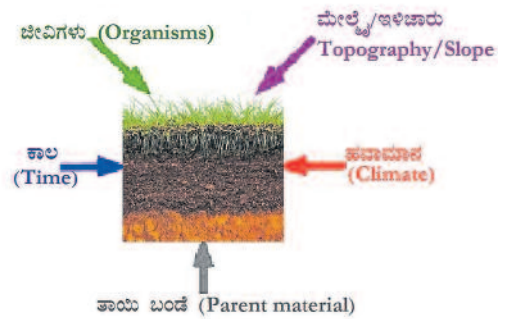 ಜೀವಿಗಳು (Organisms)
ಮೇಲ್ಮೈ/ಇಳಿಜಾರು
Topography/Slope
ಕಾಲ
(Time)
ಹವಾಮಾನ
(Climate)
ತಾಯಿ ಬಂಡೆ (Parent material)